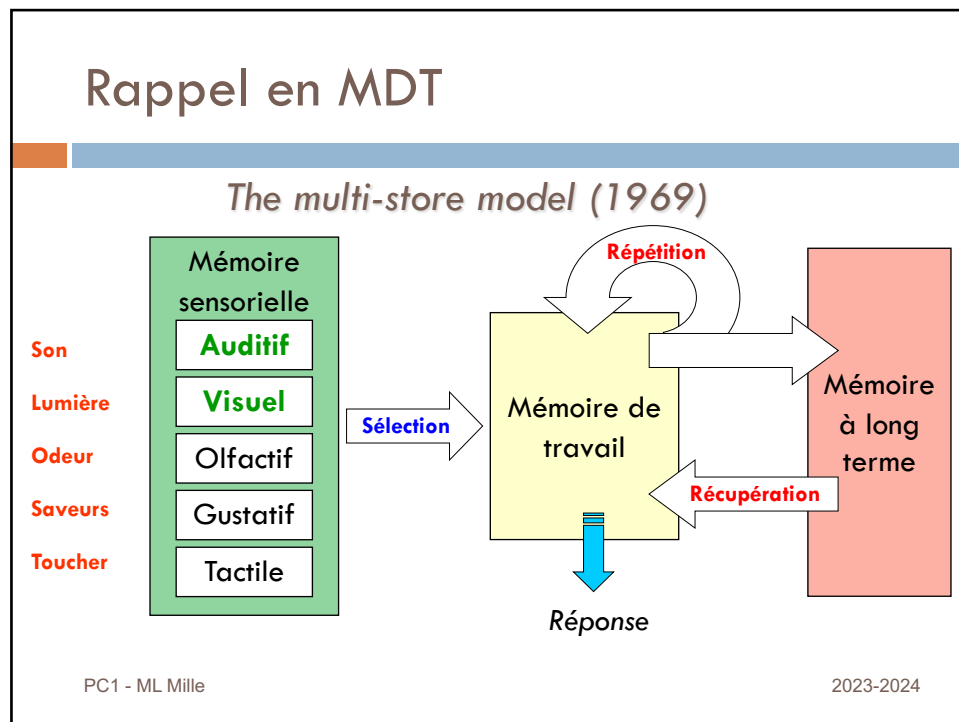 Rappel en MDT
The multi-store model (1969)
Mémoire
sensorielle
Son
Auditif
Lumière
Visuel
Odeur
Olfactif
Saveurs
Gustatif
Toucher
Tactile
Sélection
Répétition
Mémoire de
travail
Récupération
Mémoire
à long
terme
Réponse
PC1 - ML Mille
2023-2024